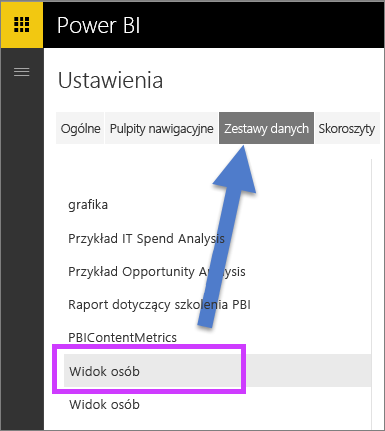 Power BI
Ustawienia
Ogólne Pulpity nawigacyjne Zestawy danych Skoroszyty
grafika
Przykład IT Spend Analysis
Przykład Opportunity Analysis
Raport dotyczący szkolenia PBI
PBIContentMetrics
Widok osób
Widok osób